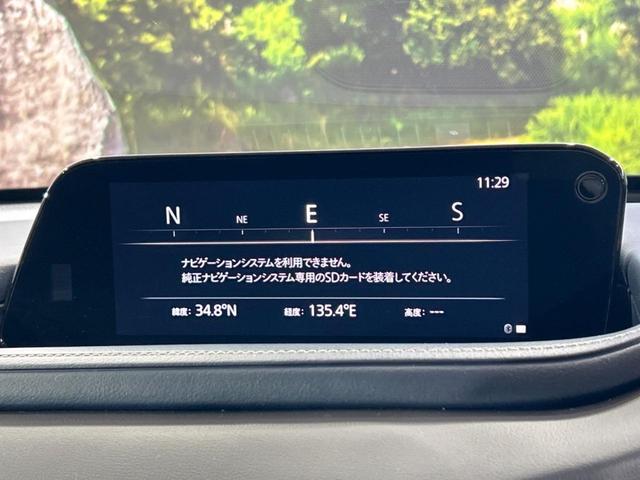 11:29
N NE E SE S
ナビゲーションシステムを利用できません。
純正ナビゲーションシステム専用のSDカードを装着してください。
緯度: 34.8°N 経度: 135.4°E 高度: ---